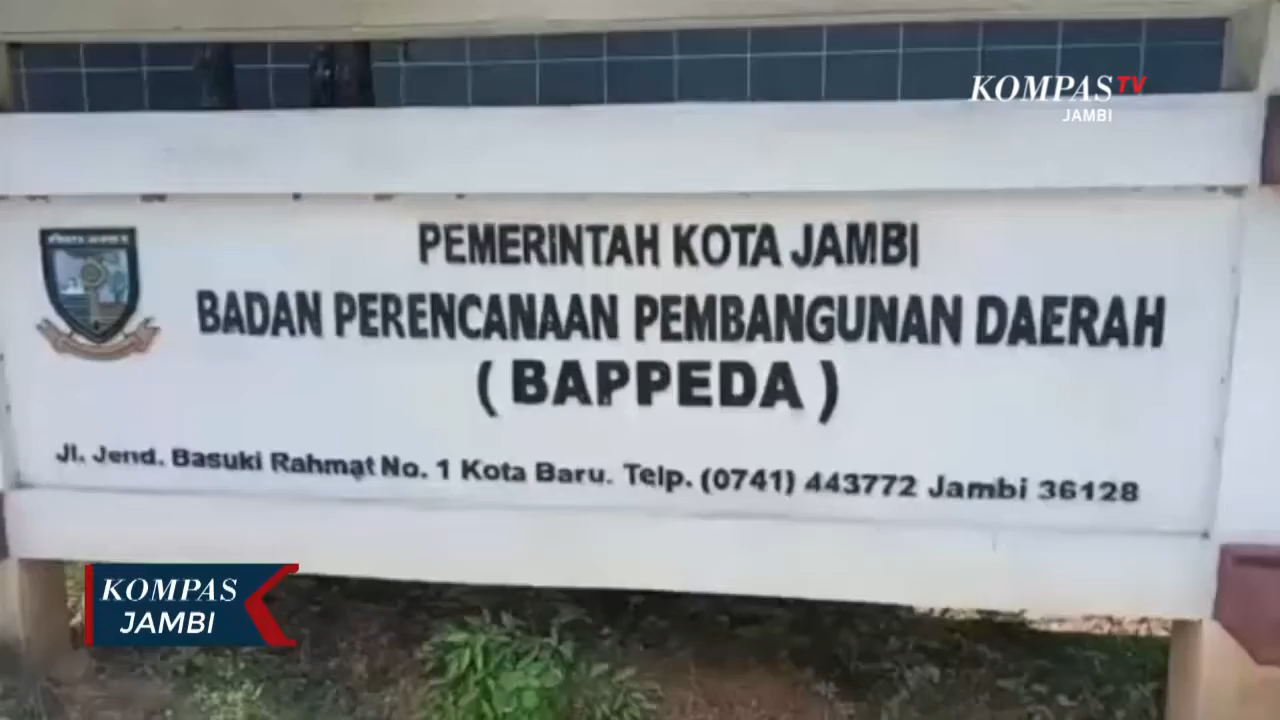 KOMPAS TV
JAMBI
PEMERINTAH KOTA JAMBI
BADAN PERENCANAAN PEMBANGUNAN DAERAH
( BAPPEDA )
Jl. Jend. Basuki Rahmat No. 1 Kota Baru. Telp. (0741) 443772 Jambi 36128
KOMPAS
JAMBI